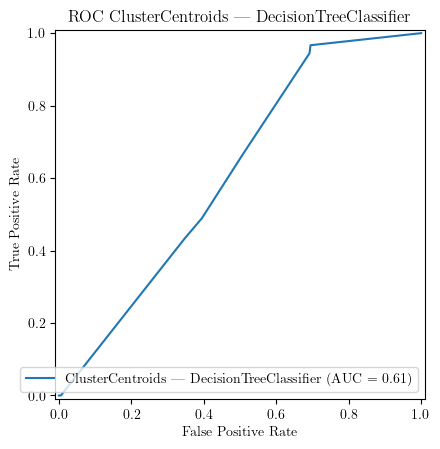 ROC ClusterCentroids — DecisionTreeClassifier
1.0
0.8
0.6
0.4
0.2
0.0
True Positive Rate
ClusterCentroids — DecisionTreeClassifier (AUC = 0.61)
0.0 0.2 0.4 0.6 0.8 1.0
False Positive Rate